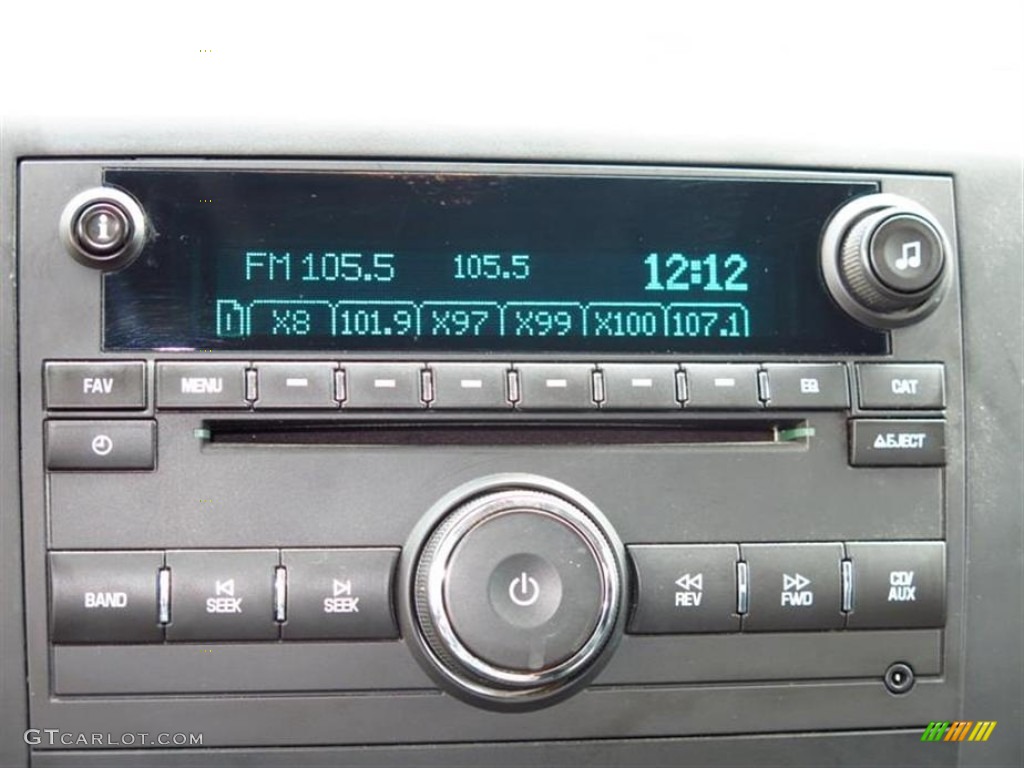 FM 105.5 105.5 12:12
1 X8 101.9 X97 X99 X100 107.1
FAV MENU EQ CAT
EJECT
BAND SEEK SEEK REV FWD CD/
AUX
GTCARLOT.COM